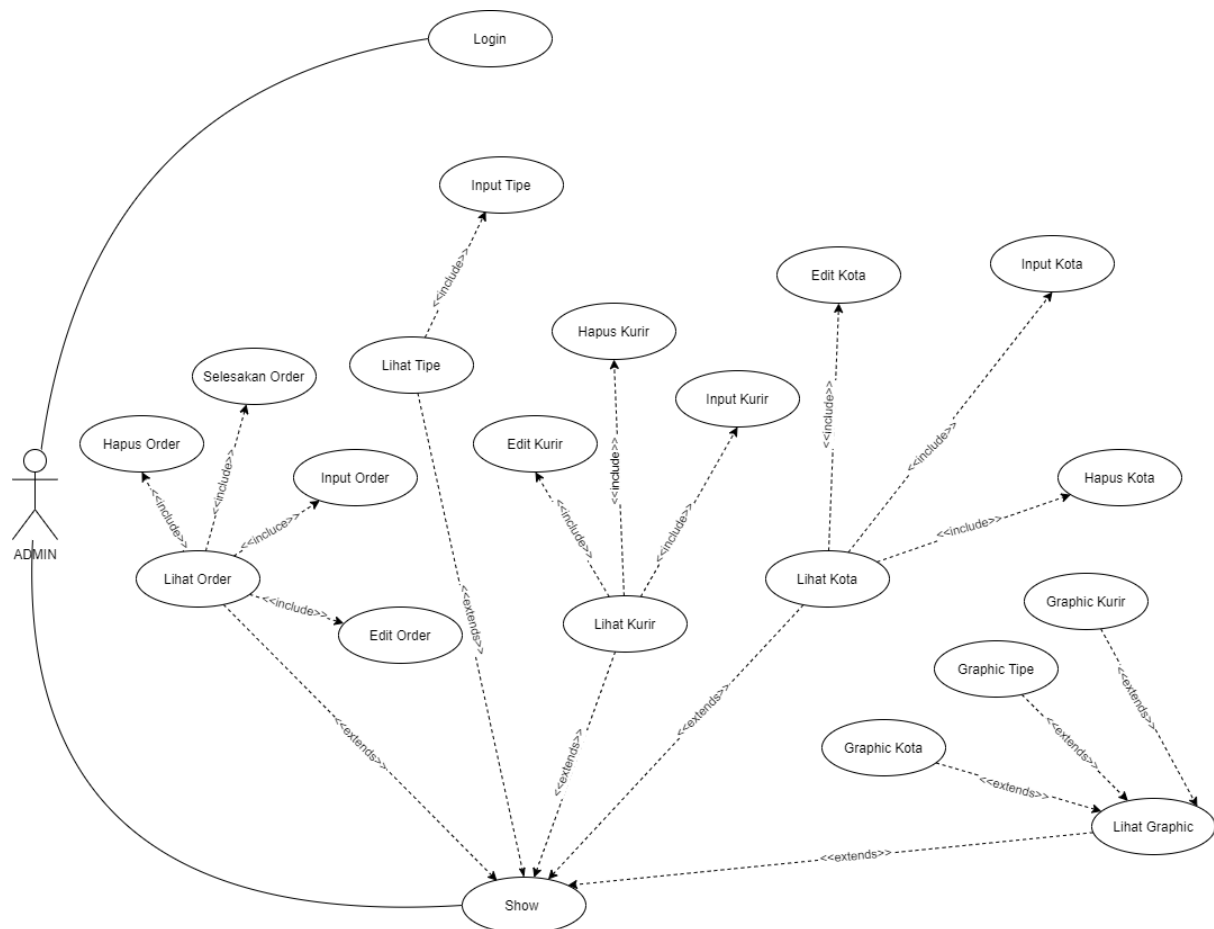 Login
Input Tipe
<<include>>
Lihat Tipe
Edit Kota
Input Kota
<<include>>
<<include>>
Hapus Kurir
Input Kurir
Edit Kurir
<<include>>
<<include>>
<<include>>
Selesakan Order
Hapus Order
Input Order
<<include>>
<<include>>
<<incluce>>
Hapus Kota
<<include>>
ADMIN
Lihat Order
<<include>>
Edit Order
<<extends>>
Lihat Kurir
Lihat Kota
Graphic Kurir
Graphic Tipe
Graphic Kota
<<extends>>
<<extends>>
<<extends>>
<<extends>>
<<extends>>
<<extends>>
Lihat Graphic
<<extends>>
Show